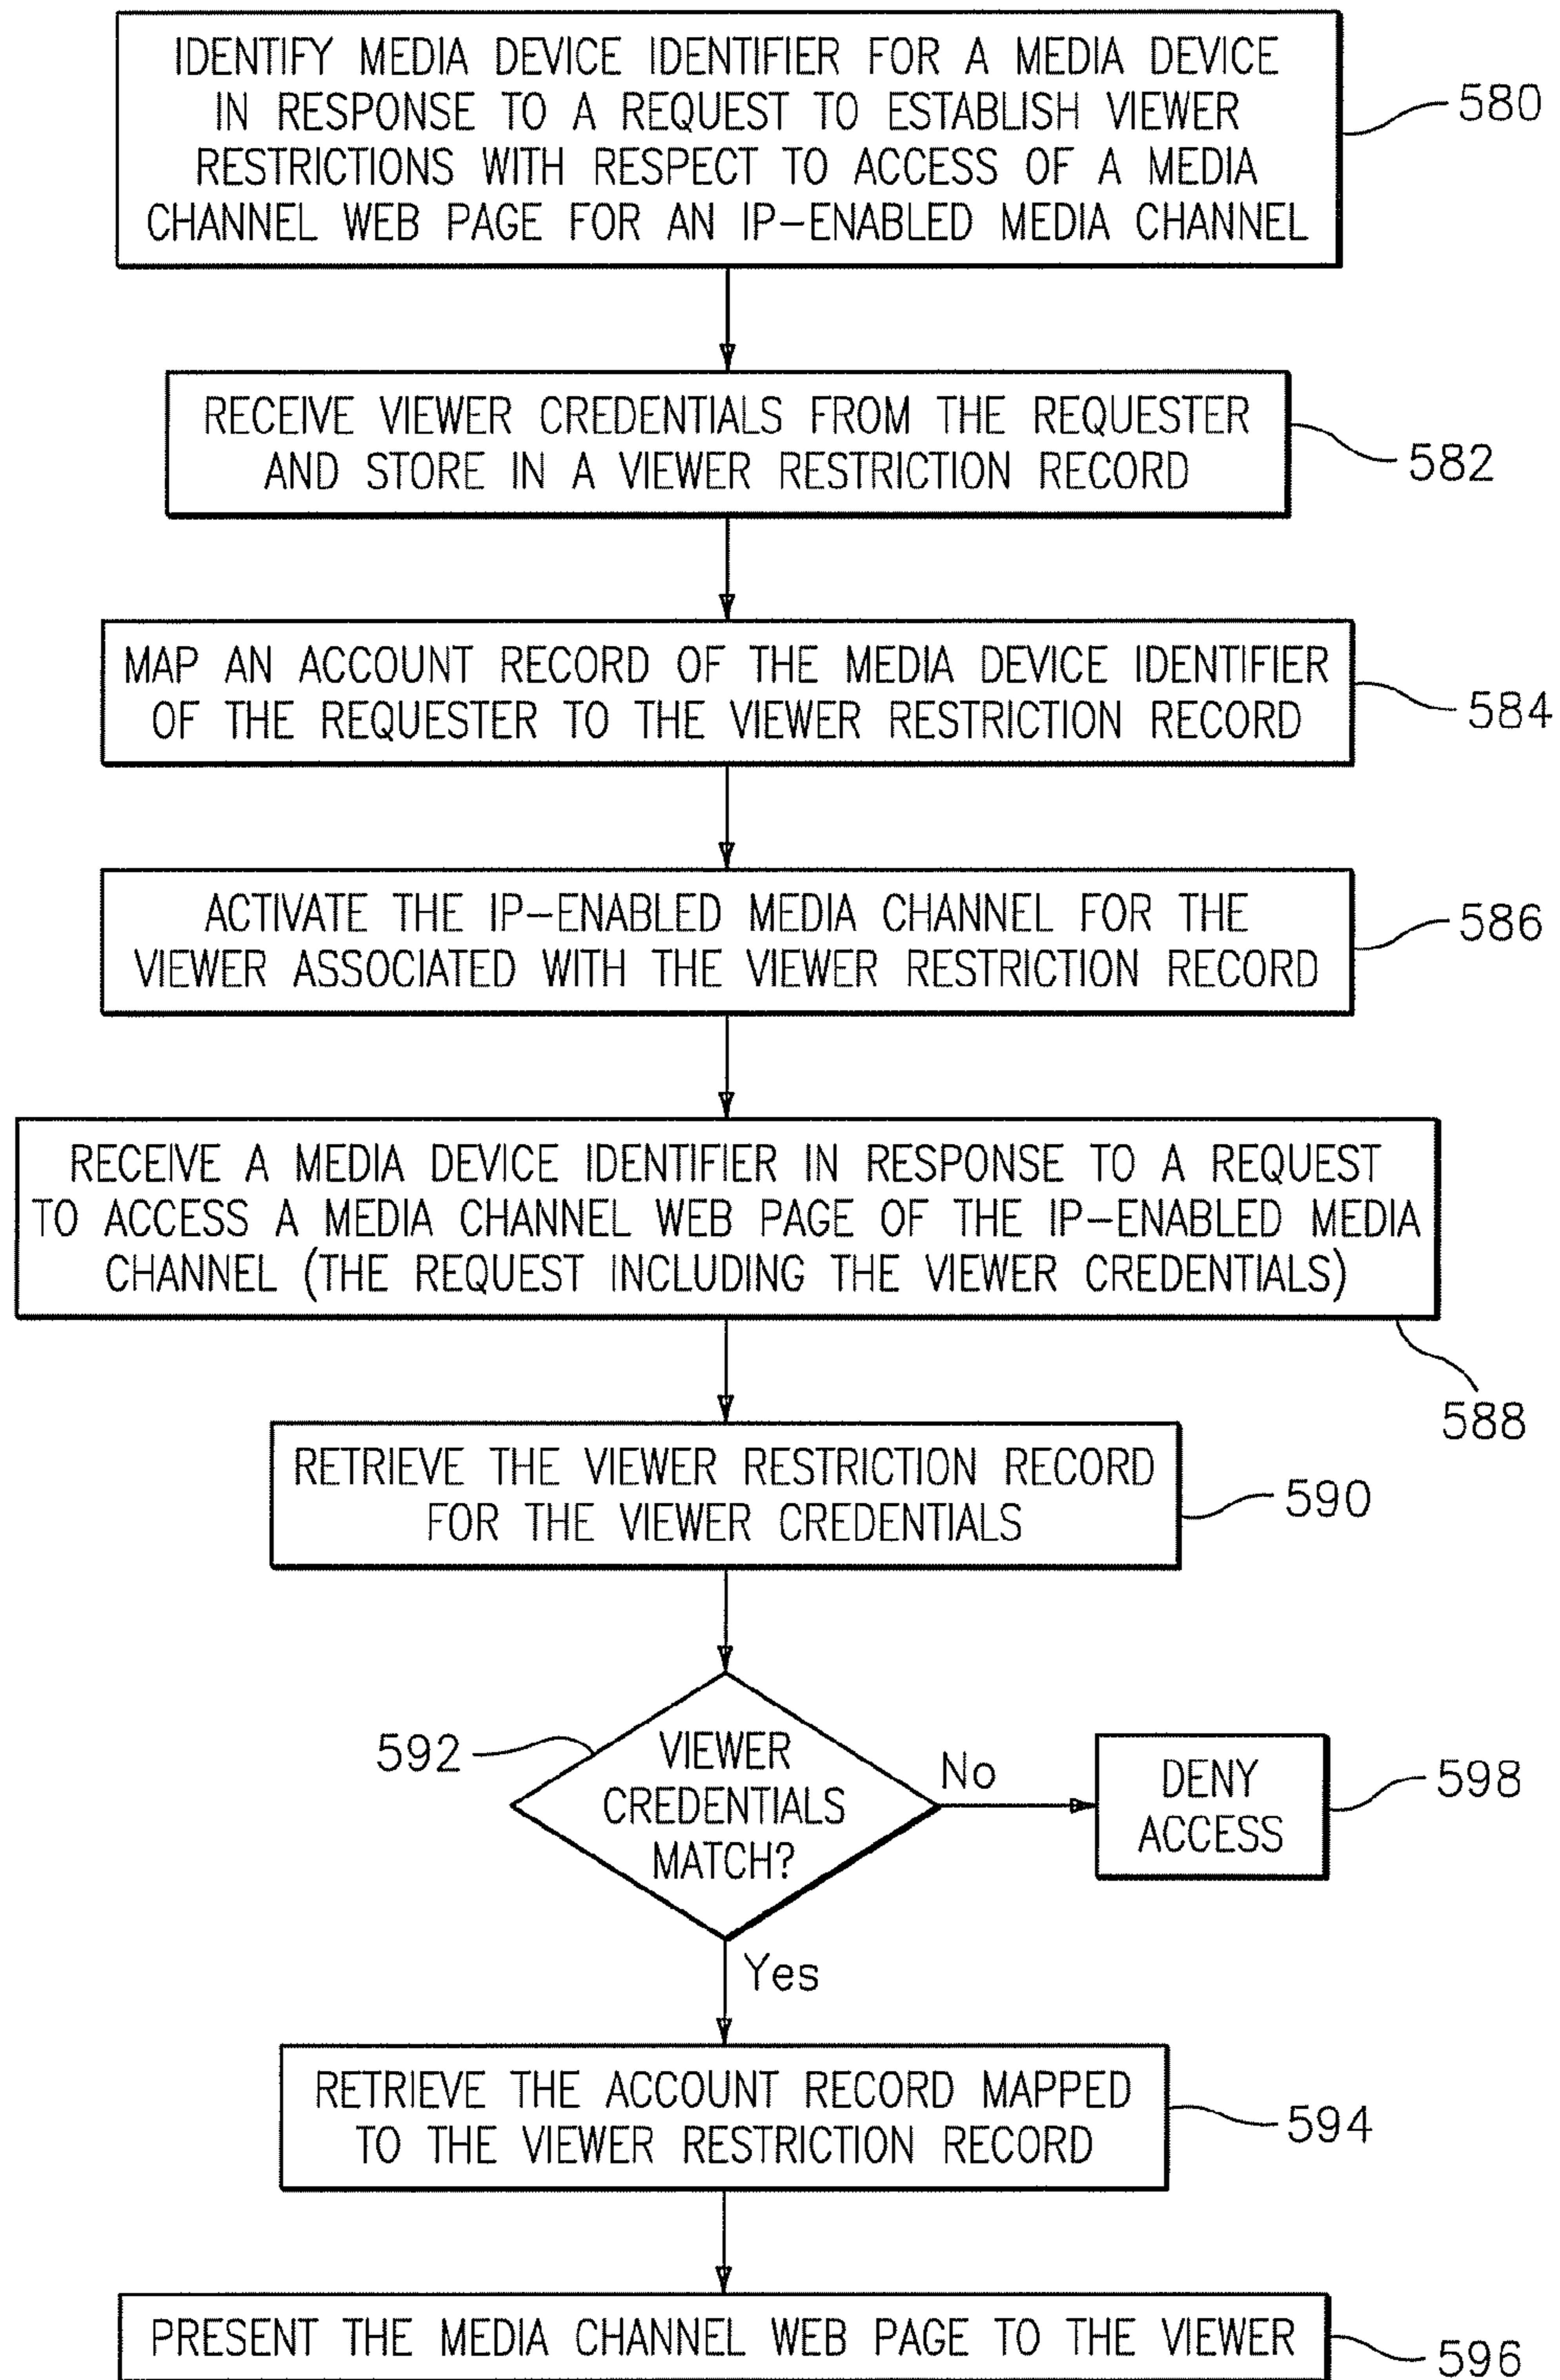 IDENTIFY MEDIA DEVICE IDENTIFIER FOR A MEDIA DEVICE
IN RESPONSE TO A REQUEST TO ESTABLISH VIEWER
RESTRICTIONS WITH RESPECT TO ACCESS OF A MEDIA
CHANNEL WEB PAGE FOR AN IP-ENABLED MEDIA CHANNEL
580
RECEIVE VIEWER CREDENTIALS FROM THE REQUESTER
AND STORE IN A VIEWER RESTRICTION RECORD
582
MAP AN ACCOUNT RECORD OF THE MEDIA DEVICE IDENTIFIER
OF THE REQUESTER TO THE VIEWER RESTRICTION RECORD
584
ACTIVATE THE IP-ENABLED MEDIA CHANNEL FOR THE
VIEWER ASSOCIATED WITH THE VIEWER RESTRICTION RECORD
586
RECEIVE A MEDIA DEVICE IDENTIFIER IN RESPONSE TO A REQUEST
TO ACCESS A MEDIA CHANNEL WEB PAGE OF THE IP-ENABLED MEDIA
CHANNEL (THE REQUEST INCLUDING THE VIEWER CREDENTIALS)
588
RETRIEVE THE VIEWER RESTRICTION RECORD
FOR THE VIEWER CREDENTIALS
590
592
VIEWER
CREDENTIALS
MATCH?
No
DENY
ACCESS
598
Yes
RETRIEVE THE ACCOUNT RECORD MAPPED
TO THE VIEWER RESTRICTION RECORD
594
PRESENT THE MEDIA CHANNEL WEB PAGE TO THE VIEWER
596